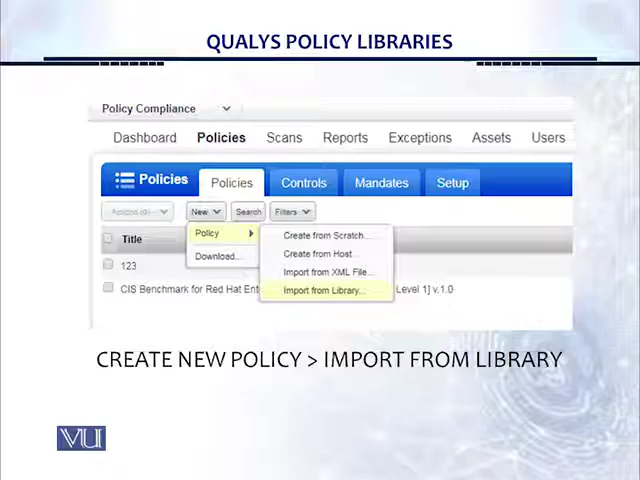 QUALYS POLICY LIBRARIES
Policy Compliance
Dashboard Policies Scans Reports Exceptions Assets Users
Policies Policies Controls Mandates Setup
Actions (0) New Search Filters
Title
Policy
Download...
Create from Scratch...
Create from Host...
Import from XML File...
Import from Library...
123
CIS Benchmark for Red Hat Ent Level 1] v.1.0
CREATE NEW POLICY > IMPORT FROM LIBRARY
VU